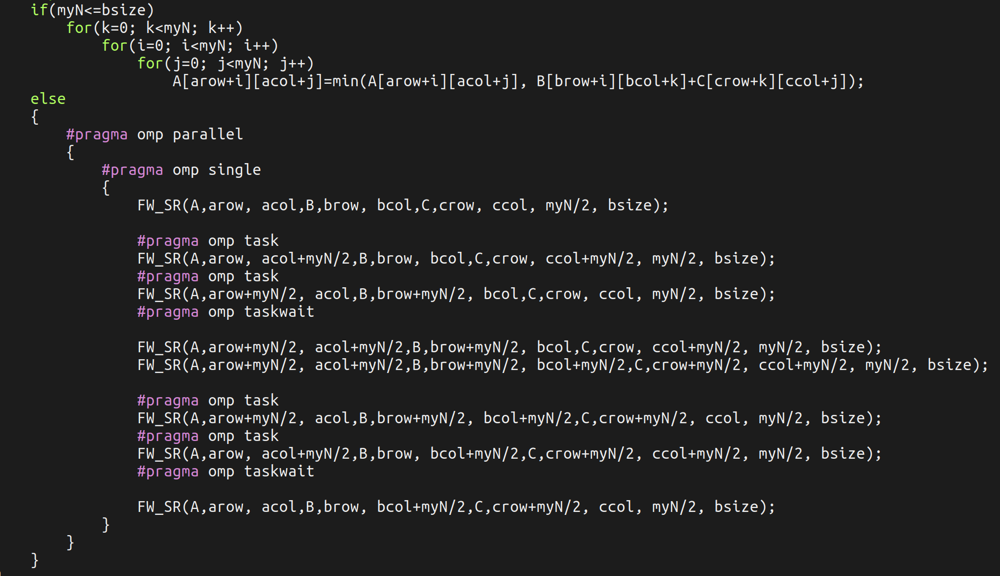 if(myN<=bsize)
for(k=0; k<myN; k++)
for(i=0; i<myN; i++)
for(j=0; j<myN; j++)
A[arow+i][acol+j]=min(A[arow+i][acol+j], B[brow+i][bcol+k]+C[crow+k][ccol+j]);
else
{
#pragma omp parallel
{
#pragma omp single
{
FW_SR(A,arow, acol,B,brow, bcol,C,crow, ccol, myN/2, bsize);
#pragma omp task
FW_SR(A,arow, acol+myN/2,B,brow, bcol,C,crow, ccol+myN/2, myN/2, bsize);
#pragma omp task
FW_SR(A,arow+myN/2, acol,B,brow+myN/2, bcol,C,crow, ccol, myN/2, bsize);
#pragma omp taskwait
FW_SR(A,arow+myN/2, acol+myN/2,B,brow+myN/2, bcol,C,crow, ccol+myN/2, myN/2, bsize);
FW_SR(A,arow+myN/2, acol+myN/2,B,brow+myN/2, bcol+myN/2,C,crow+myN/2, ccol+myN/2, myN/2, bsize);
#pragma omp task
FW_SR(A,arow+myN/2, acol,B,brow+myN/2, bcol+myN/2,C,crow+myN/2, ccol, myN/2, bsize);
#pragma omp task
FW_SR(A,arow, acol+myN/2,B,brow, bcol+myN/2,C,crow+myN/2, ccol+myN/2, myN/2, bsize);
#pragma omp taskwait
FW_SR(A,arow, acol,B,brow, bcol+myN/2,C,crow+myN/2, ccol, myN/2, bsize);
}
}
}